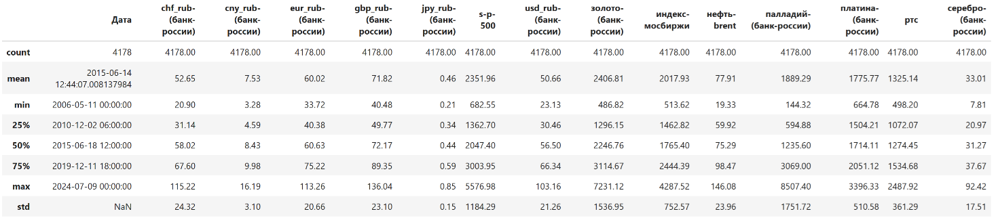 Дата chf_rub-(банк-россии) cny_rub-(банк-россии) eur_rub-(банк-россии) gbp_rub-(банк-россии) jpy_rub-(банк-россии) s-p-500 usd_rub-(банк-россии) золото-(банк-россии) индекс-мосбиржи нефть-brent палладий-(банк-россии) платина-(банк-россии) ртс серебро-(банк-россии)
count 4178 4178.00 4178.00 4178.00 4178.00 4178.00 4178.00 4178.00 4178.00 4178.00 4178.00 4178.00 4178.00 4178.00 4178.00
mean 2015-06-14 12:44:07.008137984 52.65 7.53 60.02 71.82 0.46 2351.96 50.66 2406.81 2017.93 77.91 1889.29 1775.77 1325.14 33.01
min 2006-05-11 00:00:00 20.90 3.28 33.72 40.48 0.21 682.55 23.13 486.82 513.62 19.33 144.32 664.78 498.20 7.81
25% 2010-12-02 06:00:00 31.14 4.59 40.38 49.77 0.34 1362.70 30.46 1296.15 1462.82 59.92 594.88 1504.21 1072.07 20.97
50% 2015-06-18 12:00:00 58.02 8.43 60.63 72.17 0.44 2047.40 56.50 2246.76 1765.40 75.29 1235.60 1714.11 1274.45 31.27
75% 2019-12-11 18:00:00 67.60 9.98 75.22 89.35 0.59 3003.95 66.34 3114.67 2444.39 98.47 3069.00 2051.12 1534.68 37.67
max 2024-07-09 00:00:00 115.22 16.19 113.26 136.04 0.85 5576.98 103.16 7231.12 4287.52 146.08 8507.40 3396.33 2487.92 92.42
std NaN 24.32 3.10 20.66 23.10 0.15 1184.29 21.26 1536.95 752.57 23.96 1751.72 510.58 361.29 17.51